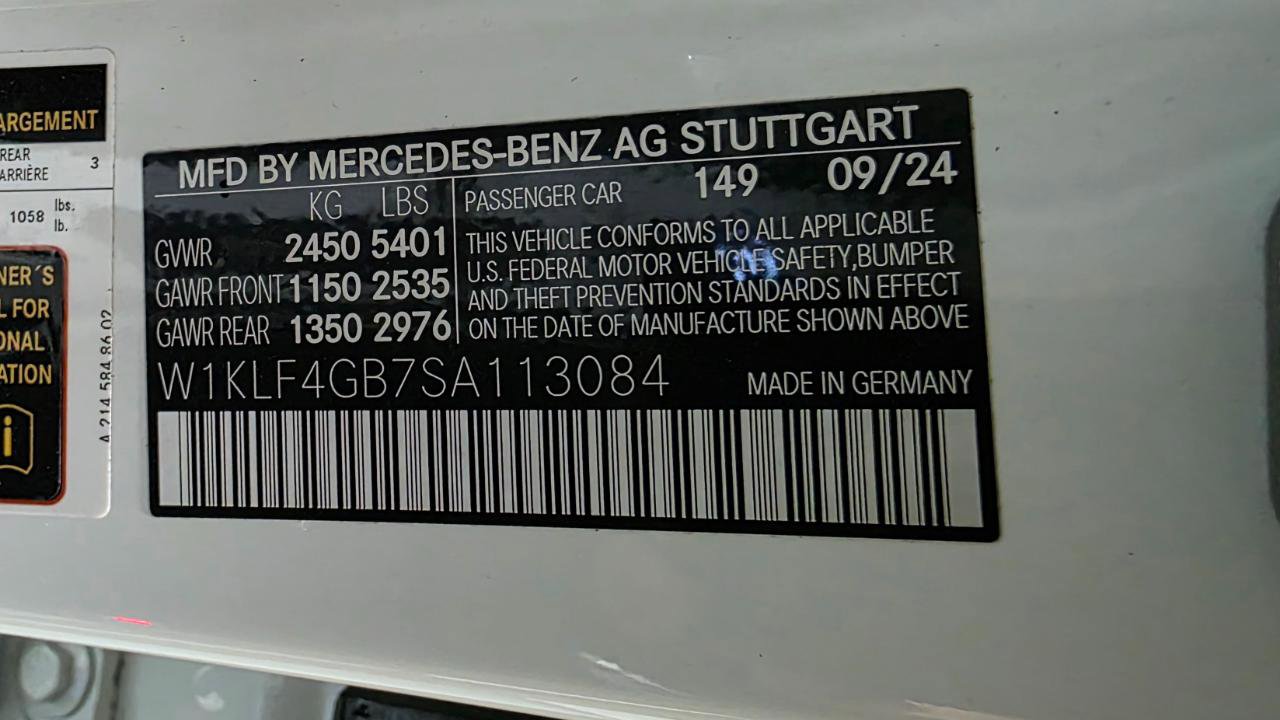 ARGEMENT
REAR
ARRIÈRE 3
1058 lbs.
lb.
NER´S
L FOR
ONAL
ATION
i
A 214 584 86 02
MFD BY MERCEDES-BENZ AG STUTTGART
KG LBS
GVWR 2450 5401
GAWR FRONT 1150 2535
GAWR REAR 1350 2976
PASSENGER CAR 149 09/24
THIS VEHICLE CONFORMS TO ALL APPLICABLE
U.S. FEDERAL MOTOR VEHICLE SAFETY,BUMPER
AND THEFT PREVENTION STANDARDS IN EFFECT
ON THE DATE OF MANUFACTURE SHOWN ABOVE
W1KLF4GB7SA113084 MADE IN GERMANY